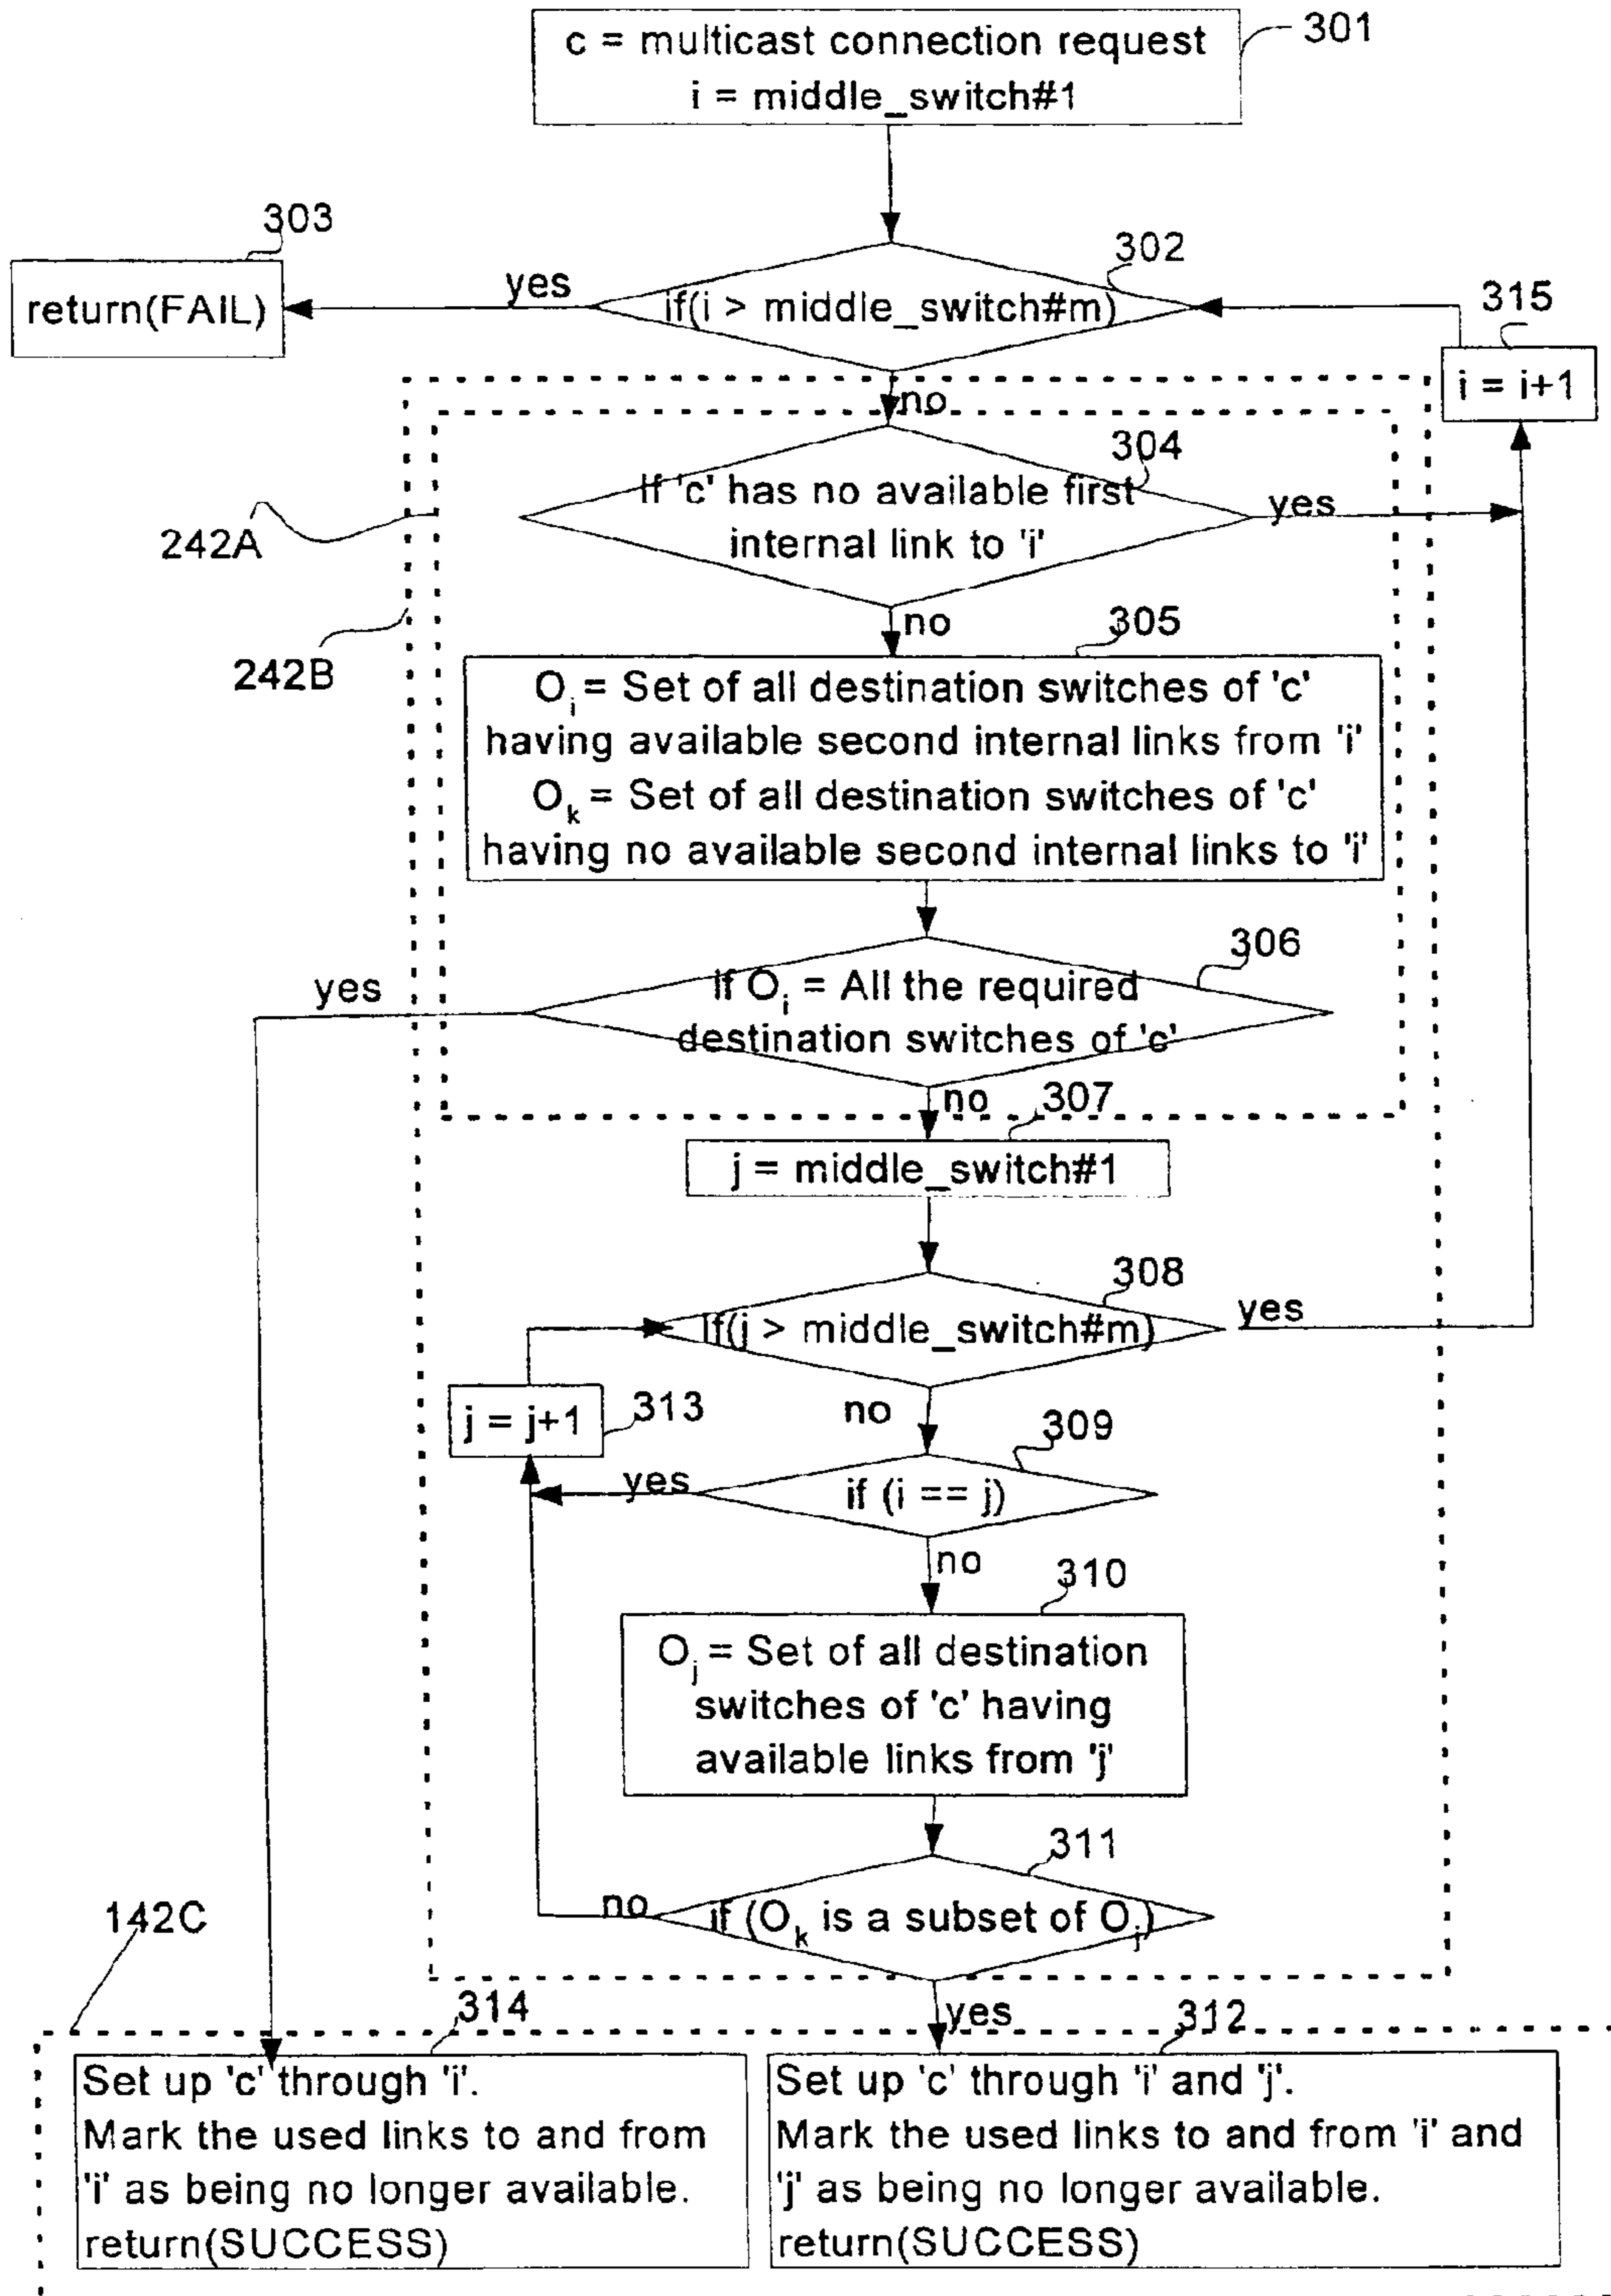 c = multicast connection request
i = middle_switch#1
301
303
return(FAIL)
yes
302
if(i > middle_switch#m)
315
i = i+1
no
304
If 'c' has no available first
internal link to 'i'
yes
242A
242B
no
305
O_i = Set of all destination switches of 'c'
having available second internal links from 'i'
O_k = Set of all destination switches of 'c'
having no available second internal links to 'i'
306
yes
If O_i = All the required
destination switches of 'c'
no
307
j = middle_switch#1
308
if(j > middle_switch#m)
yes
j = j+1
313
no
309
yes
if (i == j)
no
310
O_j = Set of all destination
switches of 'c' having
available links from 'j'
311
no
if (O_k is a subset of O_j)
142C
314
yes
312
Set up 'c' through 'i'.
Mark the used links to and from
'i' as being no longer available.
return(SUCCESS)
Set up 'c' through 'i' and 'j'.
Mark the used links to and from 'i' and
'j' as being no longer available.
return(SUCCESS)